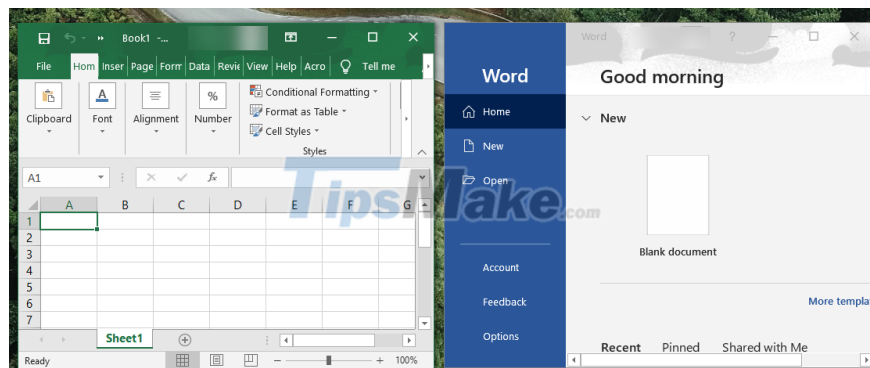 Book1 -...
File Hom Inser Page Forn Data Revie View Help Acro Tell me
Clipboard
Font
Alignment
%
Number
Conditional Formatting
Format as Table
Cell Styles
Styles
A1
fx
A B C D E F G
1
2
3
4
5
6
7
Sheet1
Ready
100%
Word
Home
New
Open
Account
Feedback
Options
Word ?
Good morning
New
Blank document
More templa
Recent Pinned Shared with Me
TipsMake.com